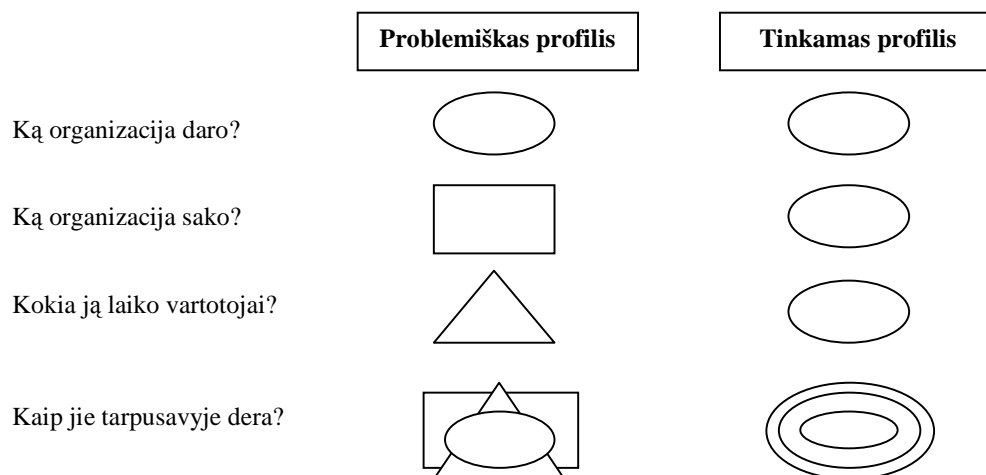 Problemiškas profilis
Tinkamas profilis
Ką organizacija daro?
Ką organizacija sako?
Kokia ją laiko vartotojai?
Kaip jie tarpusavyje dera?